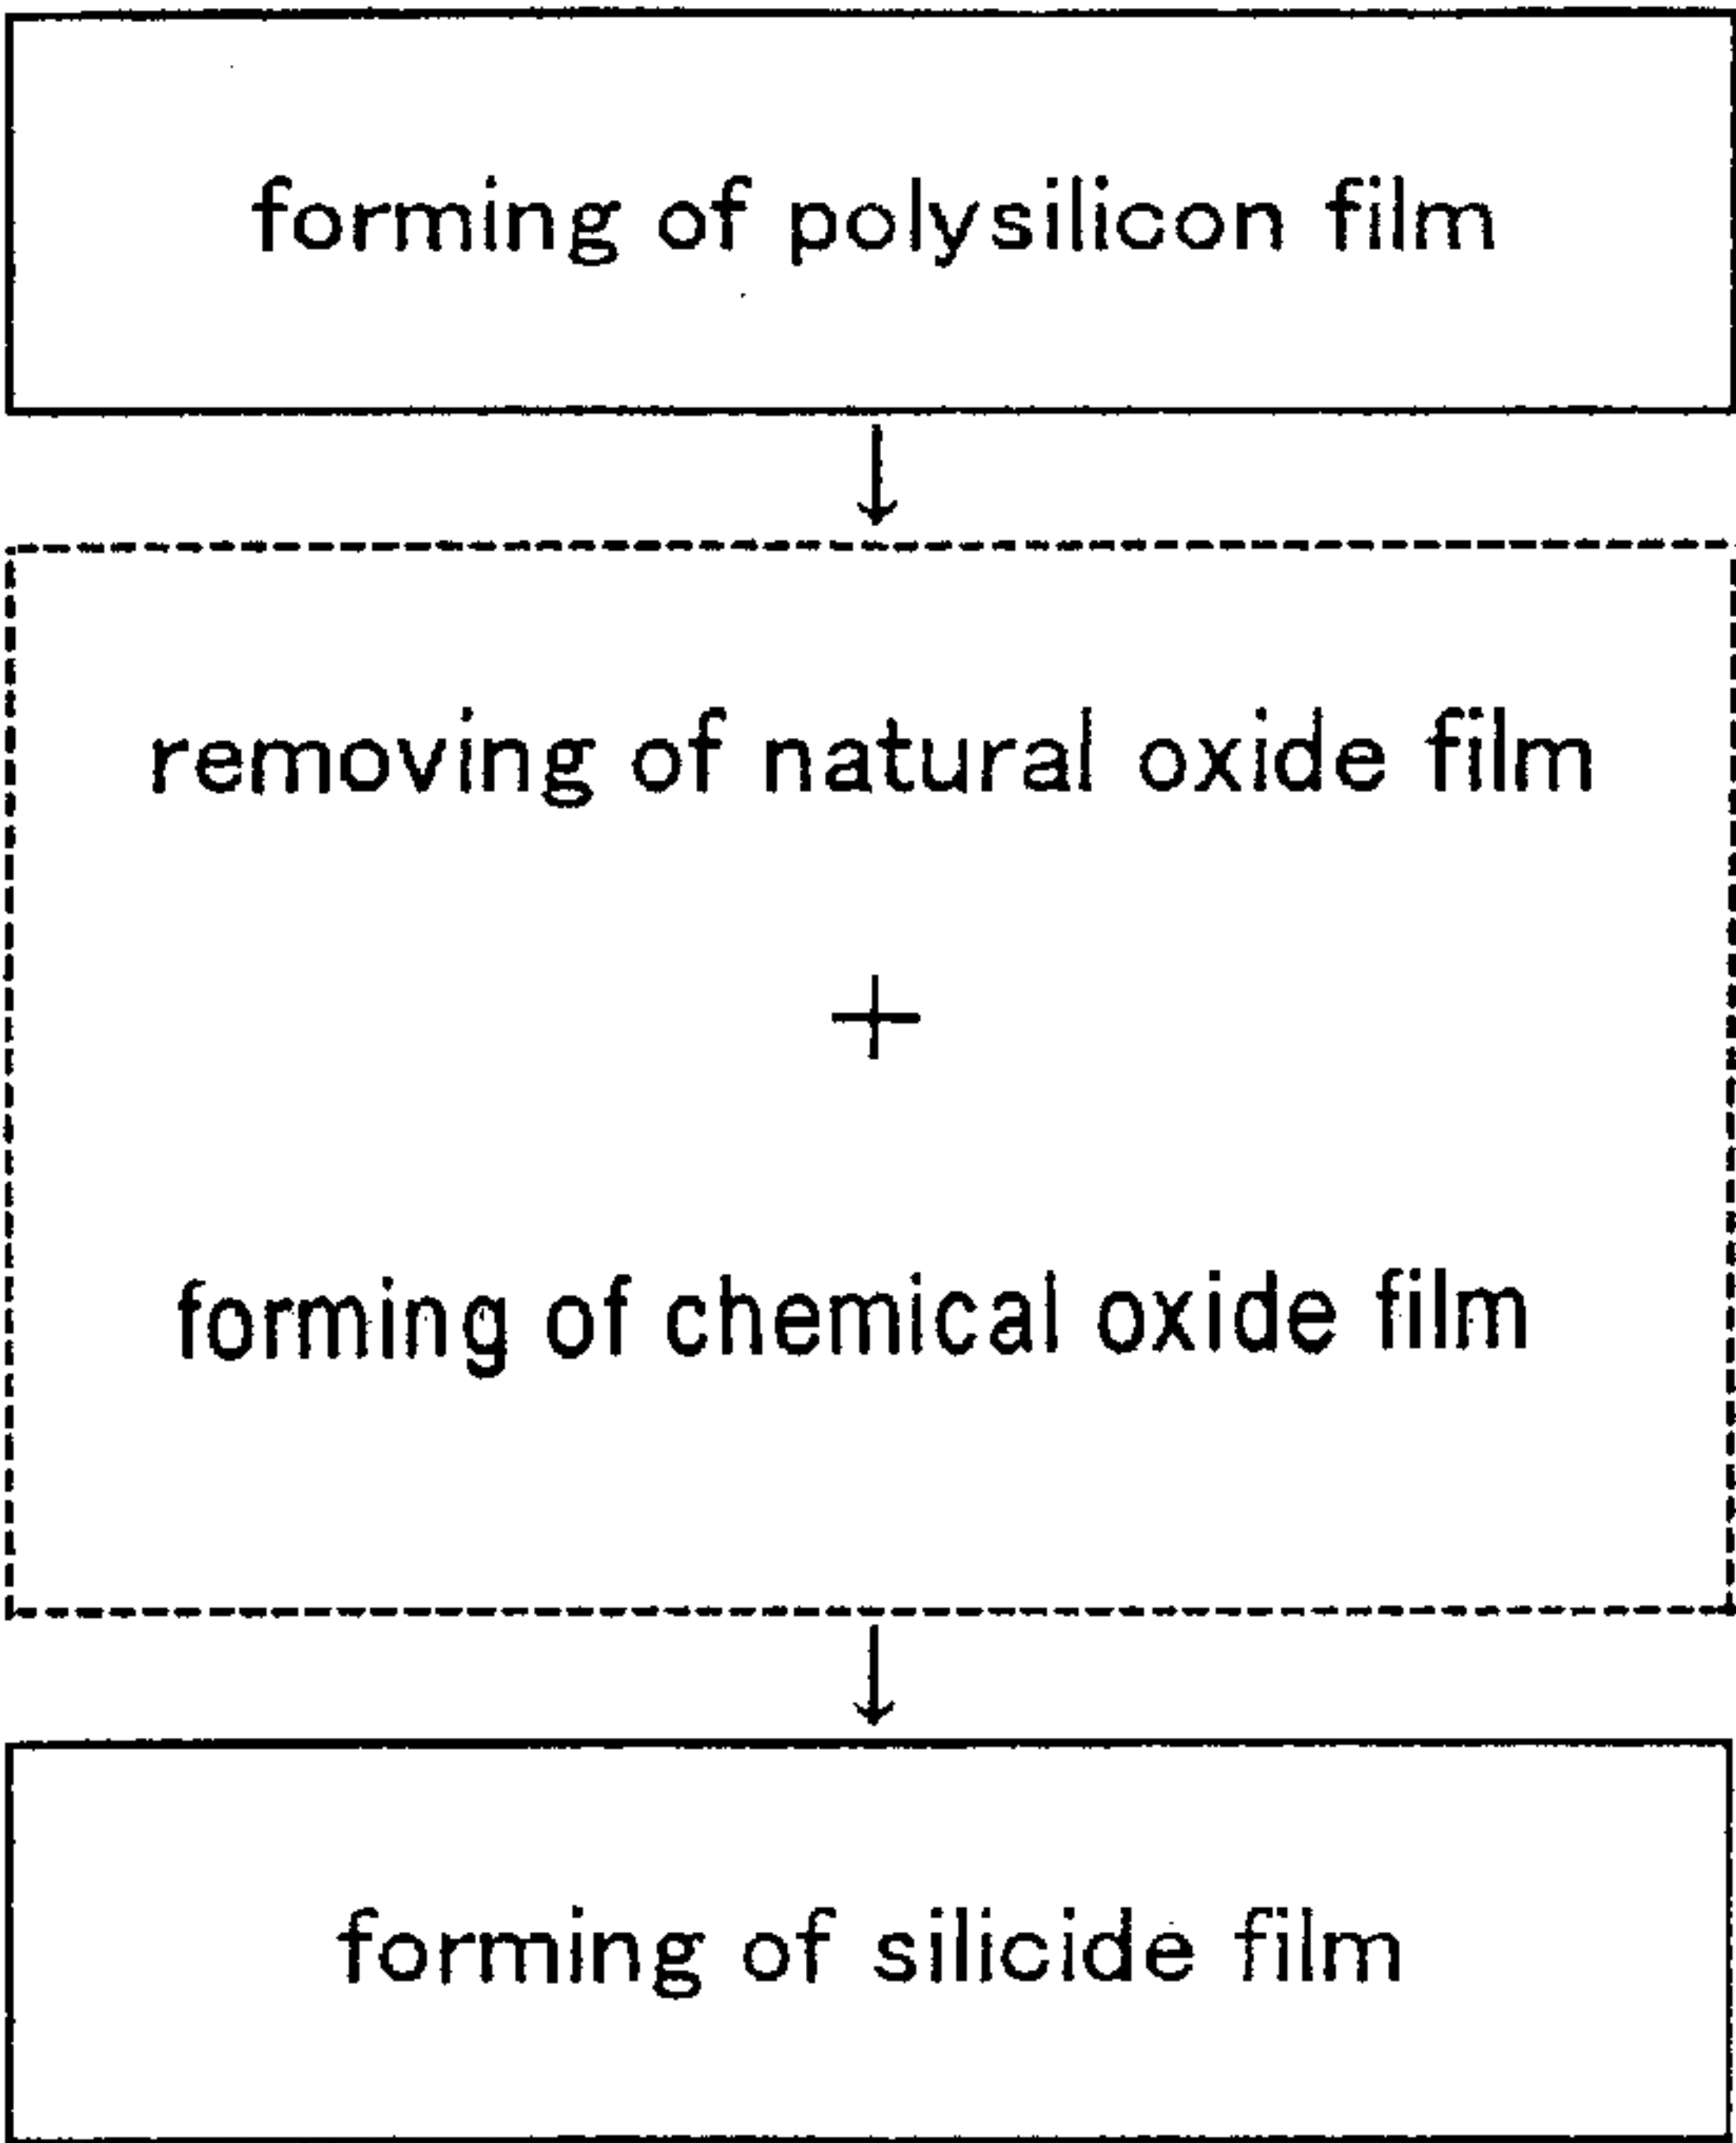 forming of polysilicon film
removing of natural oxide film
+
forming of chemical oxide film
forming of silicide film